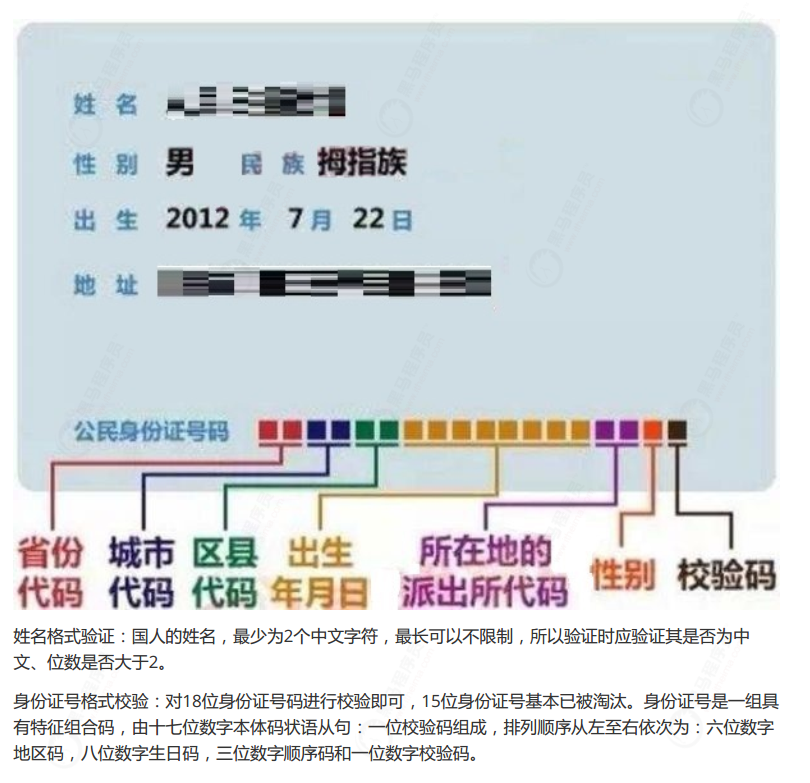 姓 名
性 别 男 民 族 拇指族
出 生 2012 年 7 月 22 日
地 址
公民身份证号码
省份 城市 区县 出生 所在地的 性别 校验码
代码 代码 代码 年月日 派出所代码
姓名格式验证：国人的姓名，最少为2个中文字符，最长可以不限制，所以验证时应验证其是否为中
文、位数是否大于2。
身份证号格式校验：对18位身份证号码进行校验即可，15位身份证号基本已被淘汰。身份证号是一组具
有特征组合码，由十七位数字本体码状语从句：一位校验码组成，排列顺序从左至右依次为：六位数字
地区码，八位数字生日码，三位数字顺序码和一位数字校验码。